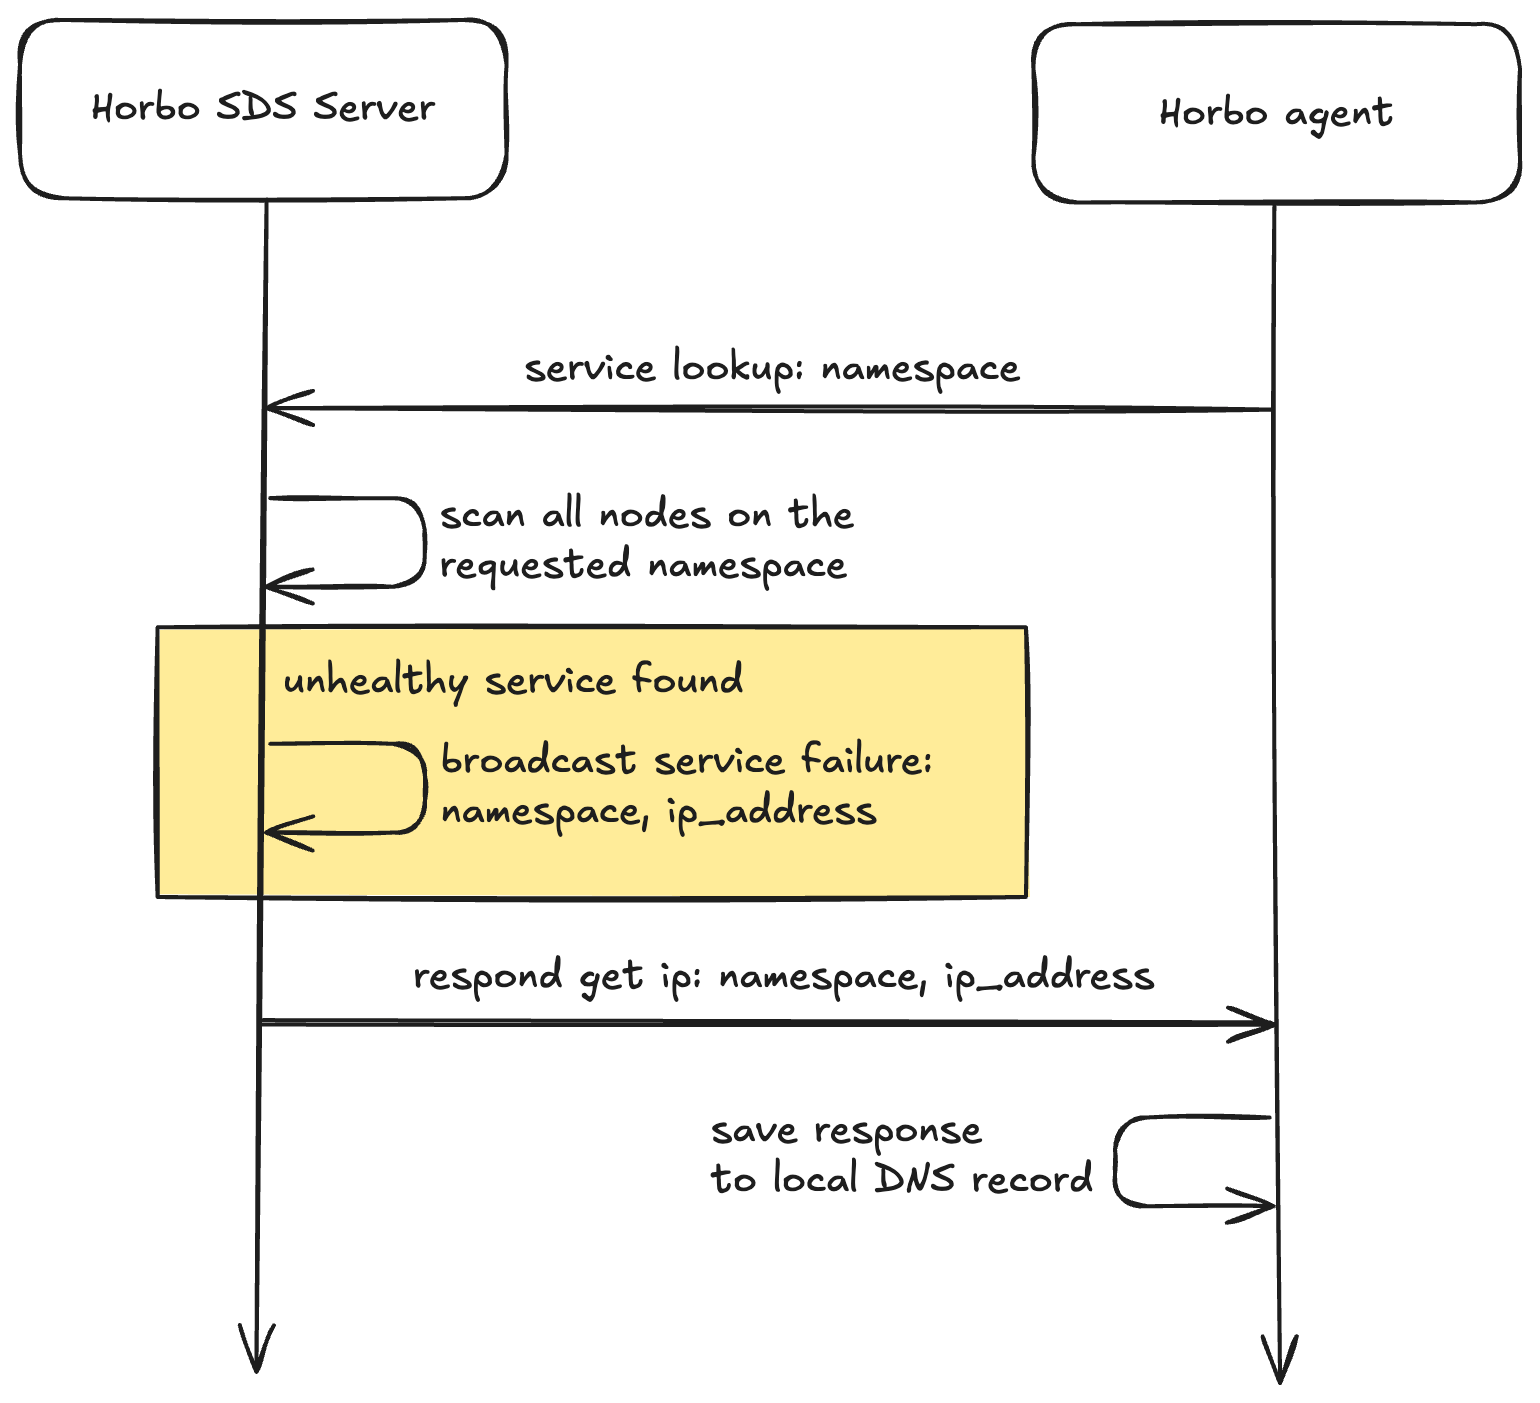 Horbo SDS Server
Horbo agent
service lookup: namespace
scan all nodes on the
requested namespace
unhealthy service found
broadcast service failure:
namespace, ip_address
respond get ip: namespace, ip_address
save response
to local DNS record